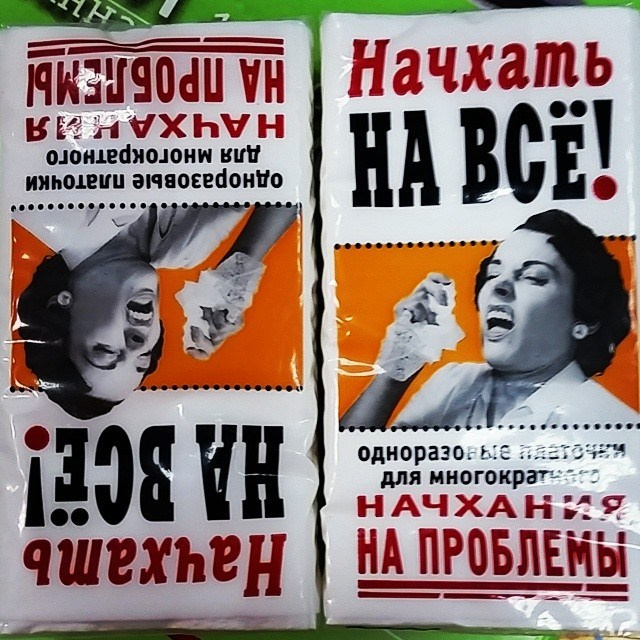 Начхать
НА ВСЁ!
одноразовые платочки
для многократного
НАЧХАНИЯ
НА ПРОБЛЕМЫ
Начхать
НА ВСЁ!
одноразовые платочки
для многократного
НАЧХАНИЯ
НА ПРОБЛЕМЫ